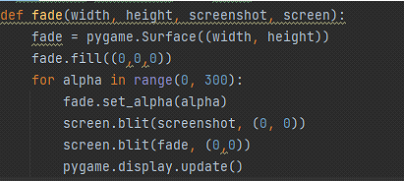 def fade(width, height, screenshot, screen):
    fade = pygame.Surface((width, height))
    fade.fill((0,0,0))
    for alpha in range(0, 300):
        fade.set_alpha(alpha)
        screen.blit(screenshot, (0, 0))
        screen.blit(fade, (0,0))
        pygame.display.update()